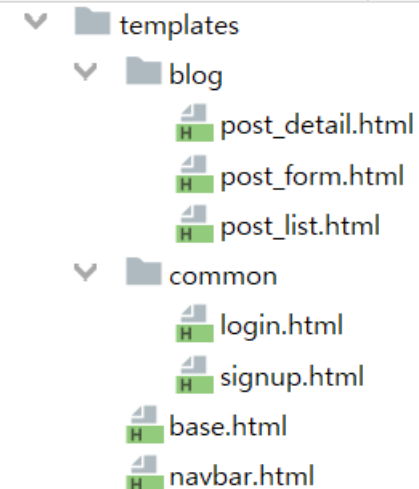 templates
blog
H post_detail.html
H post_form.html
H post_list.html
common
H login.html
H signup.html
H base.html
H navbar.html